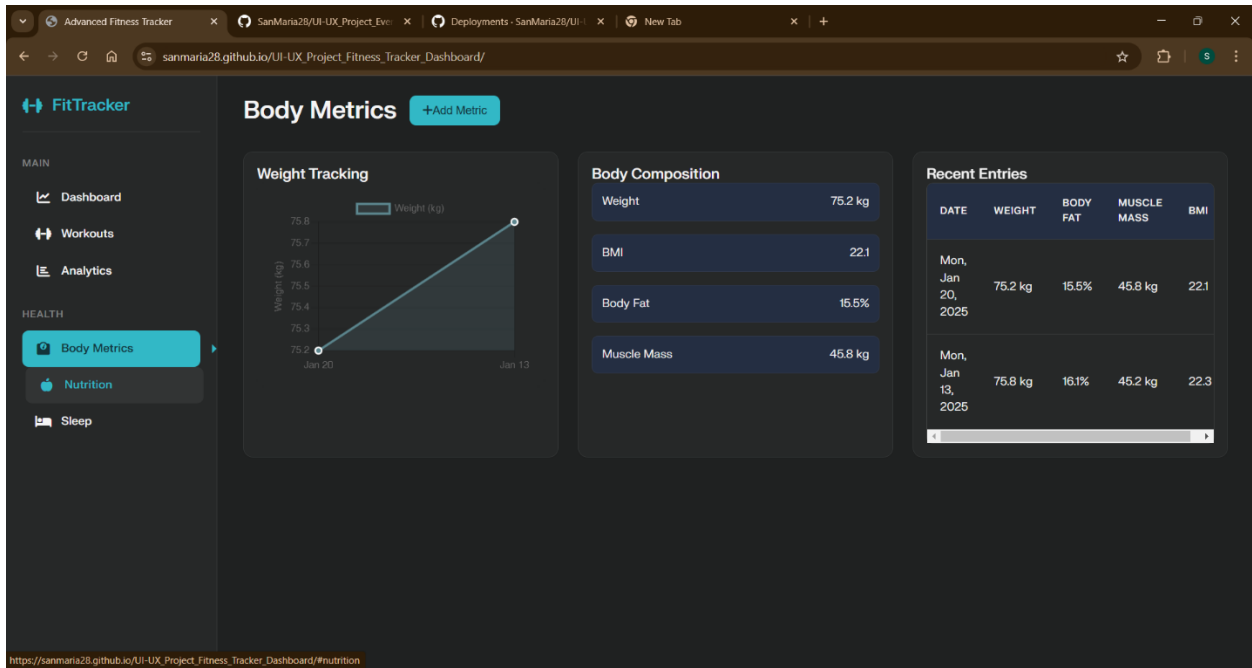 Advanced Fitness Tracker
SanMaria28/UI-UX_Project_Ever
Deployments · SanMaria28/UI-U
New Tab
sanmaria28.github.io/UI-UX_Project_Fitness_Tracker_Dashboard/
S
FitTracker
MAIN
Dashboard
Workouts
Analytics
HEALTH
Body Metrics
Nutrition
Sleep
Body Metrics
+Add Metric
Weight Tracking
Weight (kg)
75.8
75.7
75.6
75.5
75.4
75.3
75.2
Weight (kg)
Jan 20 Jan 13
Body Composition
Weight 75.2 kg
BMI 22.1
Body Fat 15.5%
Muscle Mass 45.8 kg
Recent Entries
DATE WEIGHT BODY FAT MUSCLE MASS BMI
Mon, Jan 20, 2025 75.2 kg 15.5% 45.8 kg 22.1
Mon, Jan 13, 2025 75.8 kg 16.1% 45.2 kg 22.3
https://sanmaria28.github.io/UI-UX_Project_Fitness_Tracker_Dashboard/#nutrition